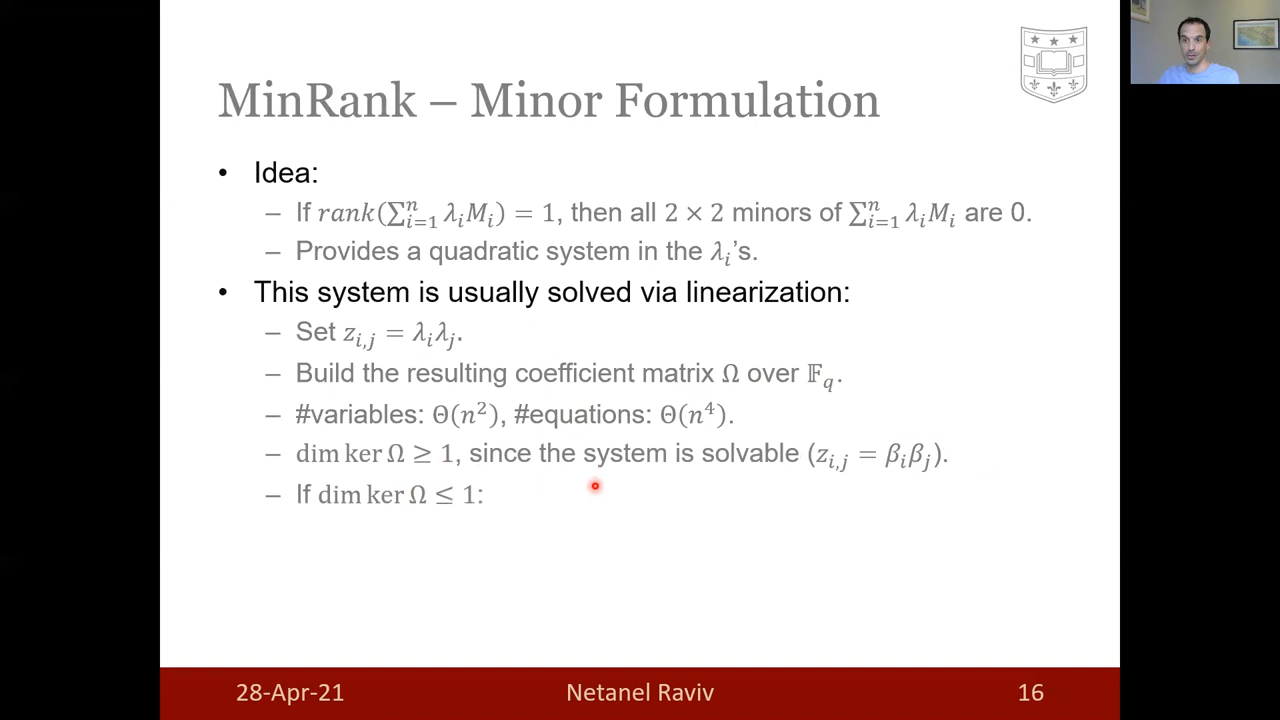 MinRank – Minor Formulation
• Idea:
– If rank(∑ⁿᵢ₌₁ λᵢMᵢ) = 1, then all 2 × 2 minors of ∑ⁿᵢ₌₁ λᵢMᵢ are 0.
– Provides a quadratic system in the λᵢ's.
• This system is usually solved via linearization:
– Set z_{i,j} = λᵢλⱼ.
– Build the resulting coefficient matrix Ω over 𝔽_q.
– #variables: Θ(n²), #equations: Θ(n⁴).
– dim ker Ω ≥ 1, since the system is solvable (z_{i,j} = βᵢβⱼ).
– If dim ker Ω ≤ 1:
28-Apr-21
Netanel Raviv
16